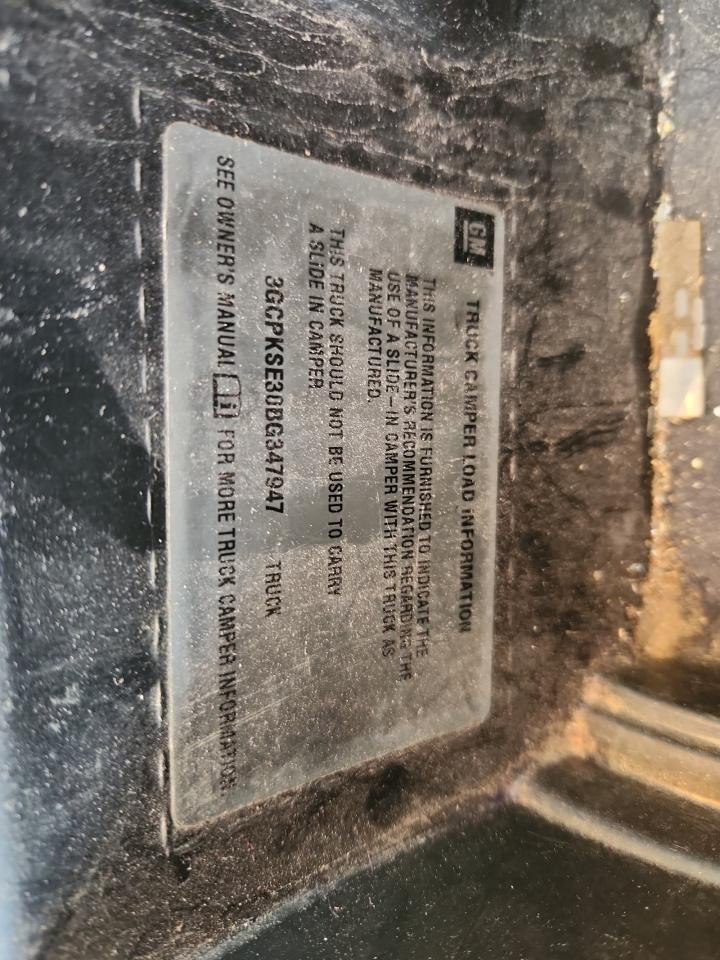 GM
TRUCK CAMPER LOAD INFORMATION
THIS INFORMATION IS FURNISHED TO INDICATE THE
MANUFACTURER'S RECOMMENDATION REGARDING THE
USE OF A SLIDE-IN CAMPER WITH THIS TRUCK AS
MANUFACTURED.
THIS TRUCK SHOULD NOT BE USED TO CARRY
A SLIDE IN CAMPER.
3GCPKSE30BG347947 TRUCK
SEE OWNER'S MANUAL i FOR MORE TRUCK CAMPER INFORMATION